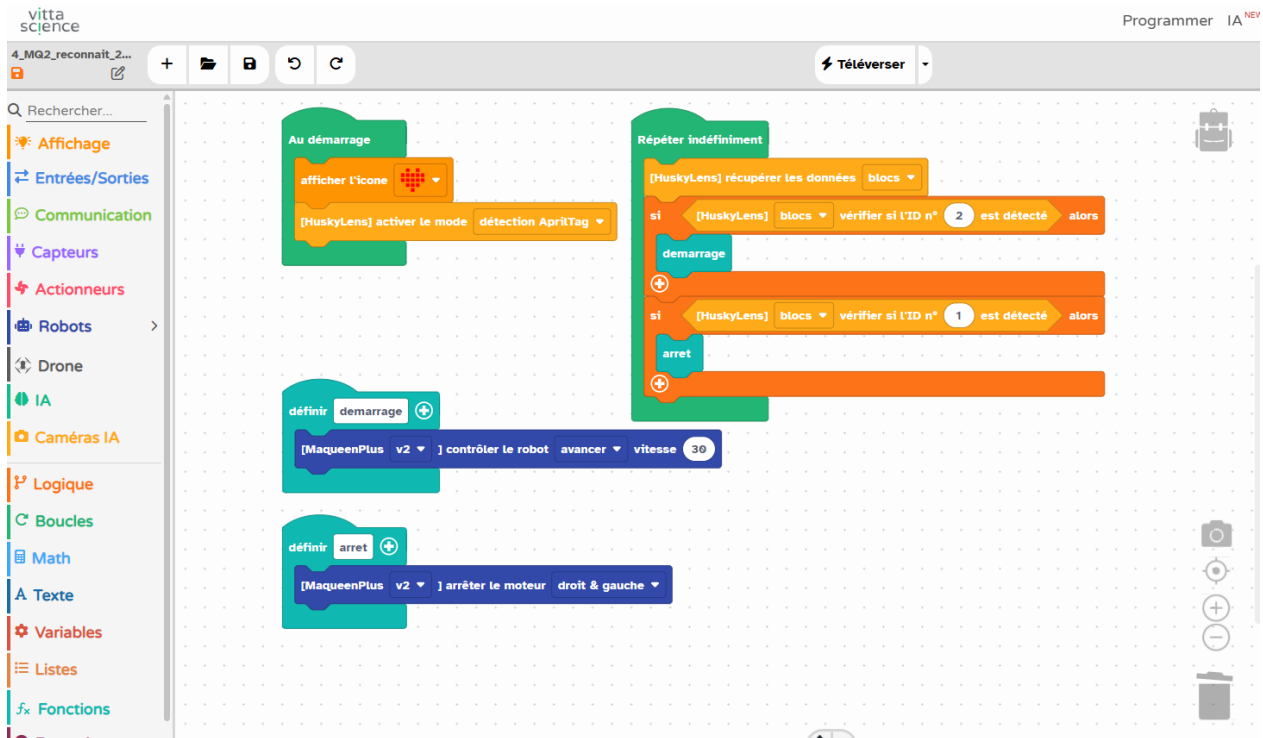 vitta
science
Programmer IA NEW
4_MQ2_reconnait_2...
Téléverser
Rechercher...
Affichage
Entrées/Sorties
Communication
Capteurs
Actionneurs
Robots
Drone
IA
Caméras IA
Logique
Boucles
Math
Texte
Variables
Listes
Fonctions
Au démarrage
afficher l'icone
[HuskyLens] activer le mode détection AprilTag
Répéter indéfiniment
[HuskyLens] récupérer les données blocs
si [HuskyLens] blocs vérifier si l'ID n° 2 est détecté alors
demarrage
si [HuskyLens] blocs vérifier si l'ID n° 1 est détecté alors
arret
définir demarrage
[MaqueenPlus v2 ] contrôler le robot avancer vitesse 30
définir arret
[MaqueenPlus v2 ] arrêter le moteur droit & gauche